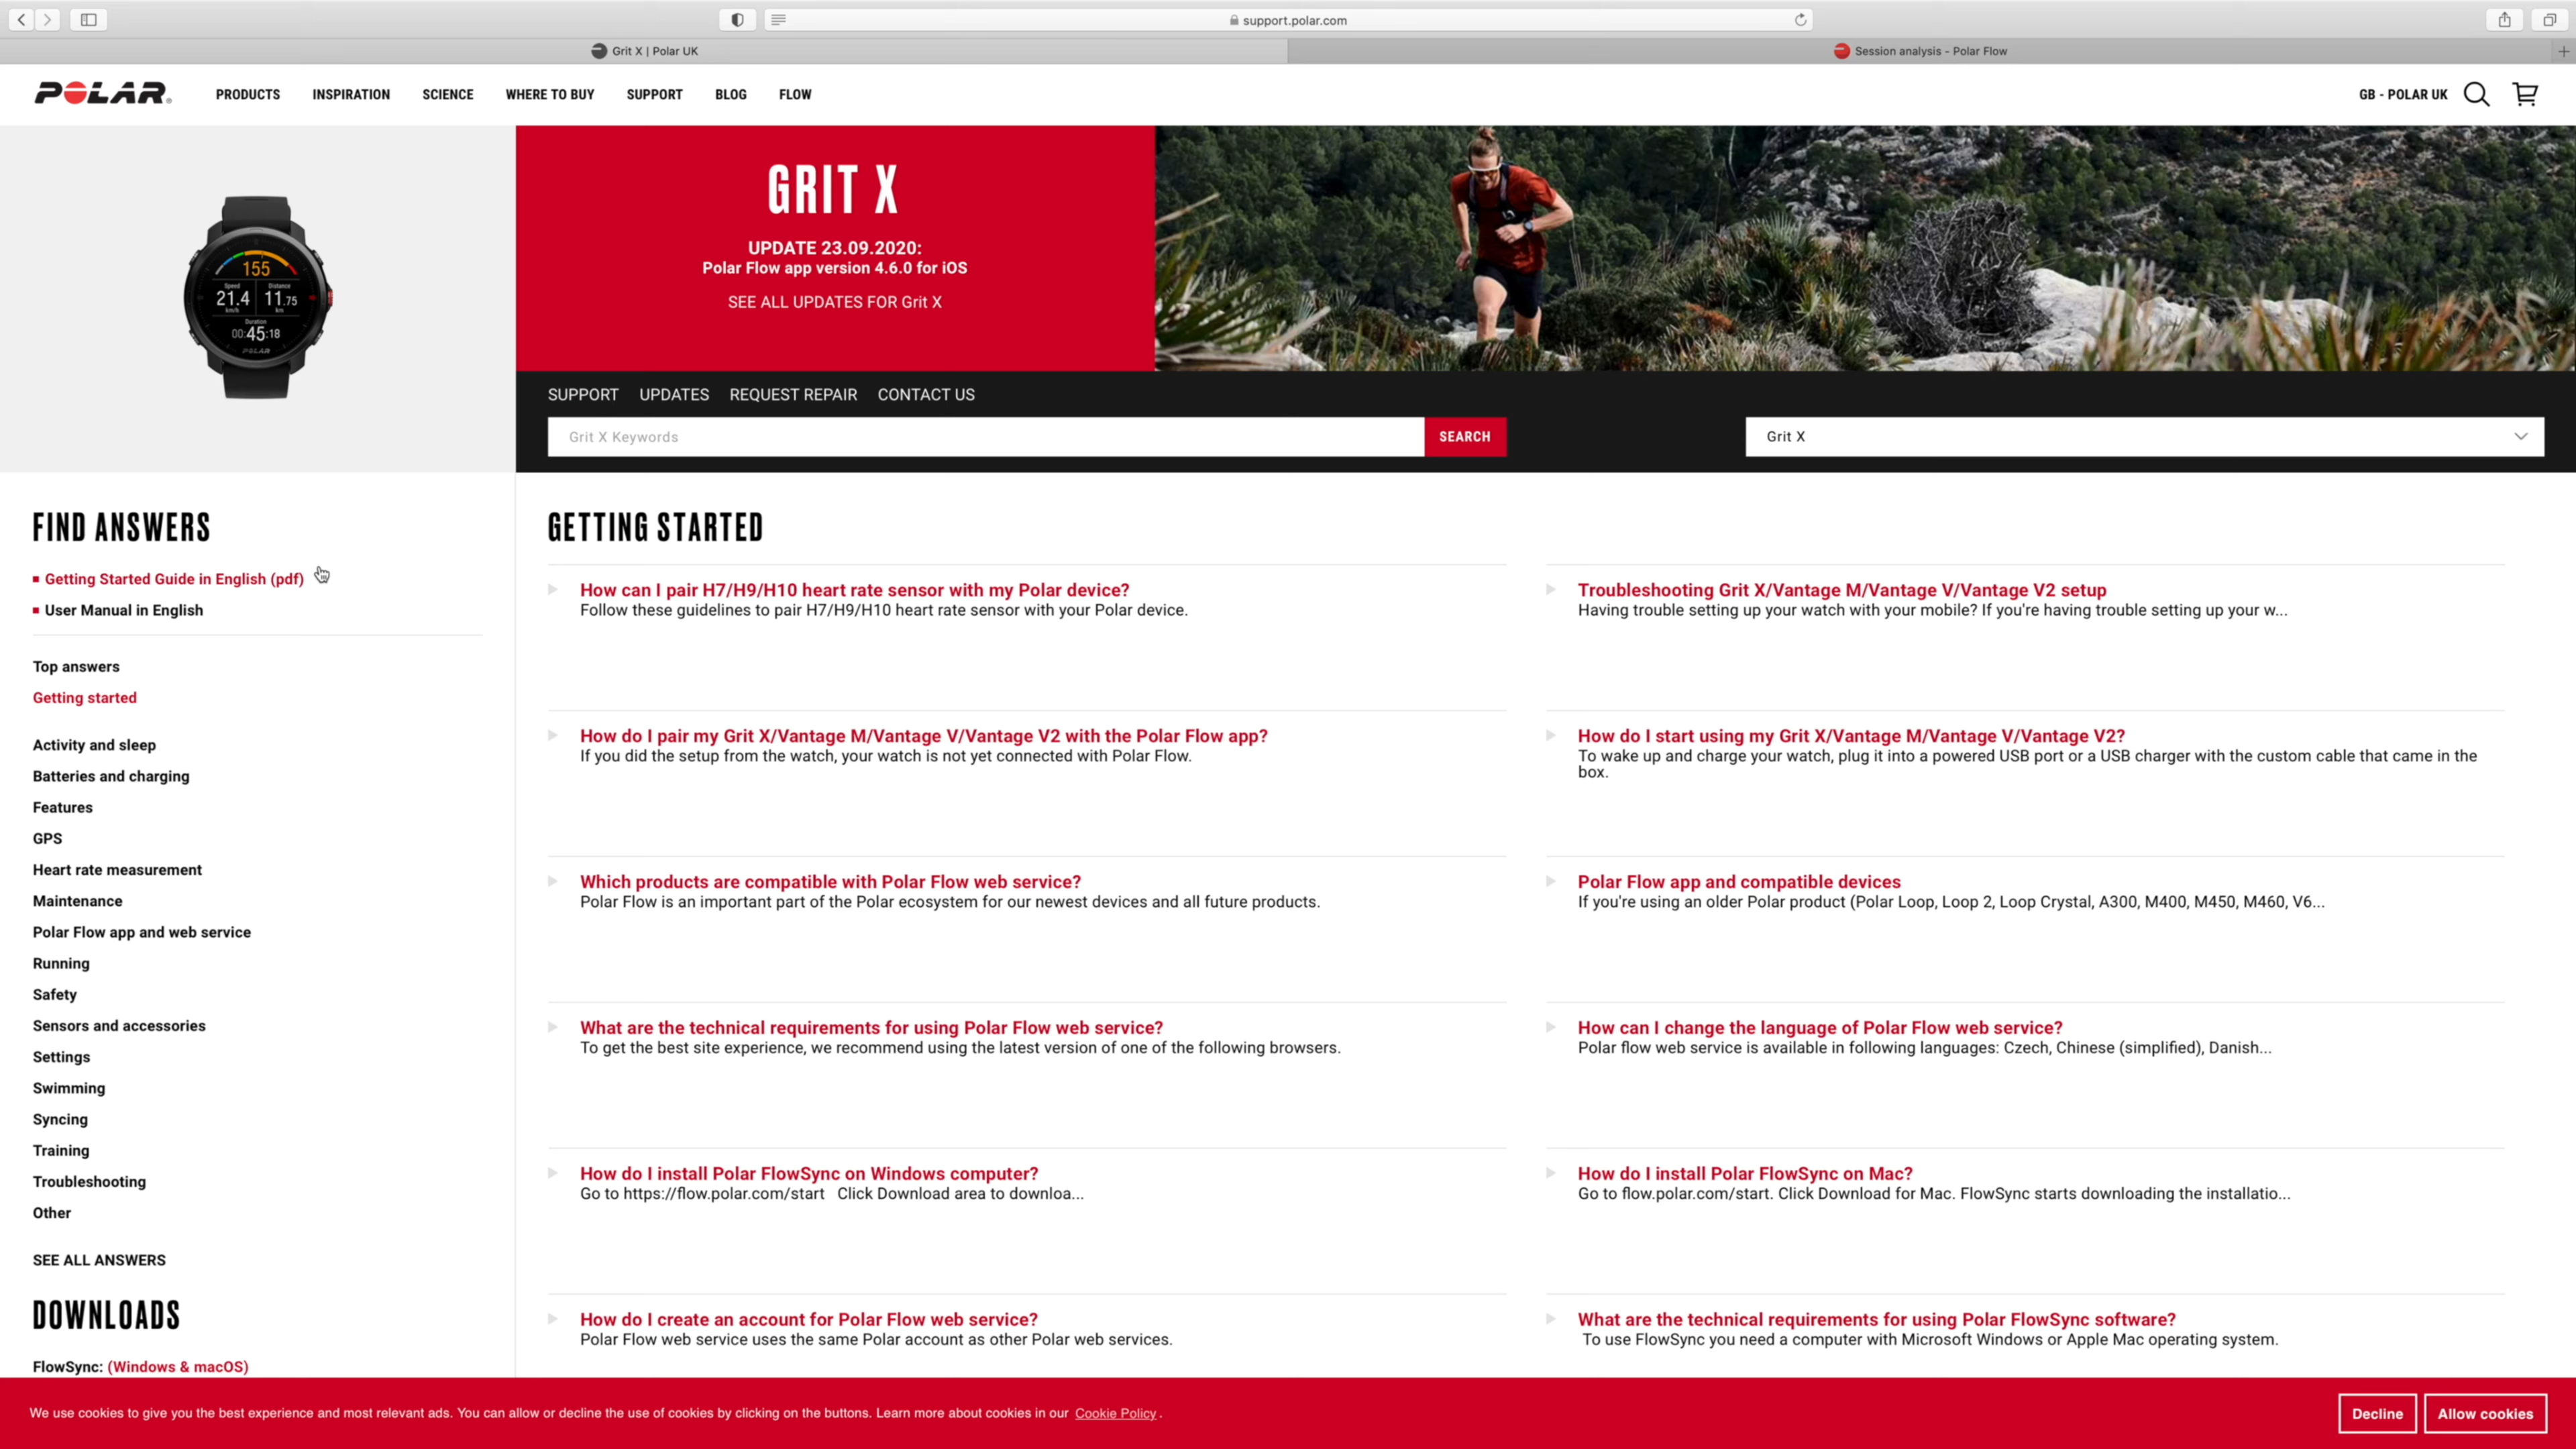 support.polar.com
Grit X | Polar UK
Session analysis - Polar Flow
POLAR
PRODUCTS
INSPIRATION
SCIENCE
WHERE TO BUY
SUPPORT
BLOG
FLOW
GB - POLAR UK
155
Speed
Distance
21.4
11.75
km/h
km
Duration
00:45:18
POLAR
GRIT X
UPDATE 23.09.2020:
Polar Flow app version 4.6.0 for iOS
SEE ALL UPDATES FOR Grit X
SUPPORT
UPDATES
REQUEST REPAIR
CONTACT US
Grit X Keywords
SEARCH
Grit X
FIND ANSWERS
Getting Started Guide in English (pdf)
User Manual in English
Top answers
Getting started
Activity and sleep
Batteries and charging
Features
GPS
Heart rate measurement
Maintenance
Polar Flow app and web service
Running
Safety
Sensors and accessories
Settings
Swimming
Syncing
Training
Troubleshooting
Other
SEE ALL ANSWERS
DOWNLOADS
FlowSync: (Windows & macOS)
GETTING STARTED
How can I pair H7/H9/H10 heart rate sensor with my Polar device?
Follow these guidelines to pair H7/H9/H10 heart rate sensor with your Polar device.
Troubleshooting Grit X/Vantage M/Vantage V/Vantage V2 setup
Having trouble setting up your watch with your mobile? If you're having trouble setting up your w...
How do I pair my Grit X/Vantage M/Vantage V/Vantage V2 with the Polar Flow app?
If you did the setup from the watch, your watch is not yet connected with Polar Flow.
How do I start using my Grit X/Vantage M/Vantage V/Vantage V2?
To wake up and charge your watch, plug it into a powered USB port or a USB charger with the custom cable that came in the
box.
Which products are compatible with Polar Flow web service?
Polar Flow is an important part of the Polar ecosystem for our newest devices and all future products.
Polar Flow app and compatible devices
If you're using an older Polar product (Polar Loop, Loop 2, Loop Crystal, A300, M400, M450, M460, V6...
What are the technical requirements for using Polar Flow web service?
To get the best site experience, we recommend using the latest version of one of the following browsers.
How can I change the language of Polar Flow web service?
Polar flow web service is available in following languages: Czech, Chinese (simplified), Danish...
How do I install Polar FlowSync on Windows computer?
Go to https://flow.polar.com/start   Click Download area to downloa...
How do I install Polar FlowSync on Mac?
Go to flow.polar.com/start. Click Download for Mac. FlowSync starts downloading the installatio...
How do I create an account for Polar Flow web service?
Polar Flow web service uses the same Polar account as other Polar web services.
What are the technical requirements for using Polar FlowSync software?
To use FlowSync you need a computer with Microsoft Windows or Apple Mac operating system.
We use cookies to give you the best experience and most relevant ads. You can allow or decline the use of cookies by clicking on the buttons. Learn more about cookies in our Cookie Policy.
Decline
Allow cookies